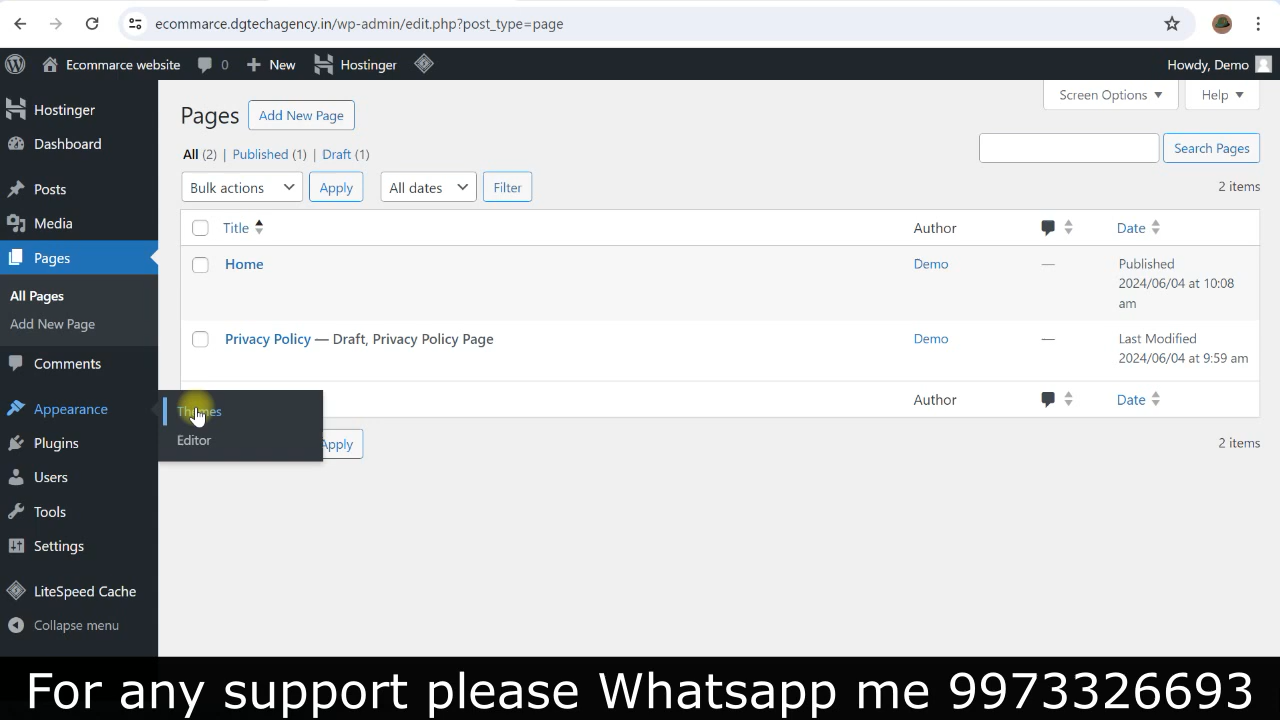 ecommarce.dgtechagency.in/wp-admin/edit.php?post_type=page
Ecommarce website 0 New Hostinger Howdy, Demo
Hostinger
Dashboard
Posts
Media
Pages
All Pages
Add New Page
Comments
Appearance
Plugins
Users
Tools
Settings
LiteSpeed Cache
Collapse menu
Themes
Editor
Screen Options Help
Pages Add New Page
All (2) | Published (1) | Draft (1)
Search Pages
Bulk actions Apply All dates Filter 2 items
Title Author Date
Home Demo — Published
2024/06/04 at 10:08
am
Privacy Policy — Draft, Privacy Policy Page Demo — Last Modified
2024/06/04 at 9:59 am
Author Date
Apply 2 items
For any support please Whatsapp me 9973326693